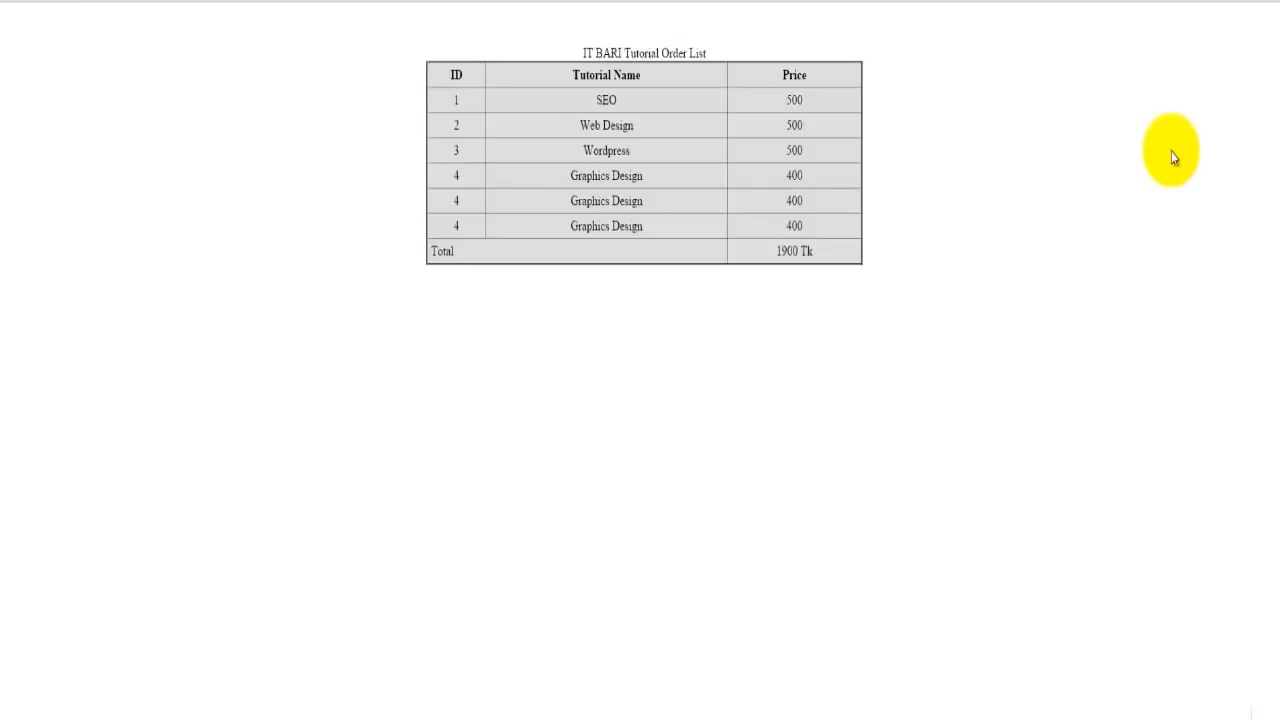 IT BARI Tutorial Order List
ID Tutorial Name Price
1 SEO 500
2 Web Design 500
3 Wordpress 500
4 Graphics Design 400
4 Graphics Design 400
4 Graphics Design 400
Total 1900 Tk